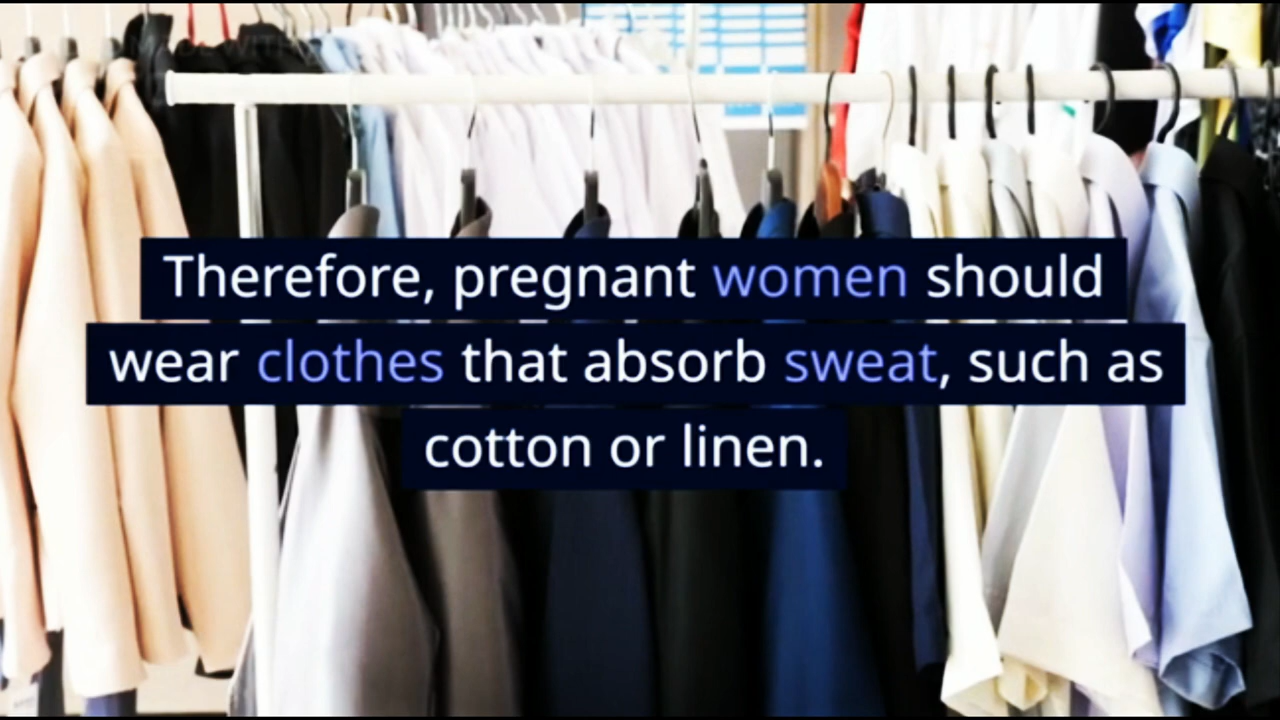 Therefore, pregnant women should
wear clothes that absorb sweat, such as
cotton or linen.